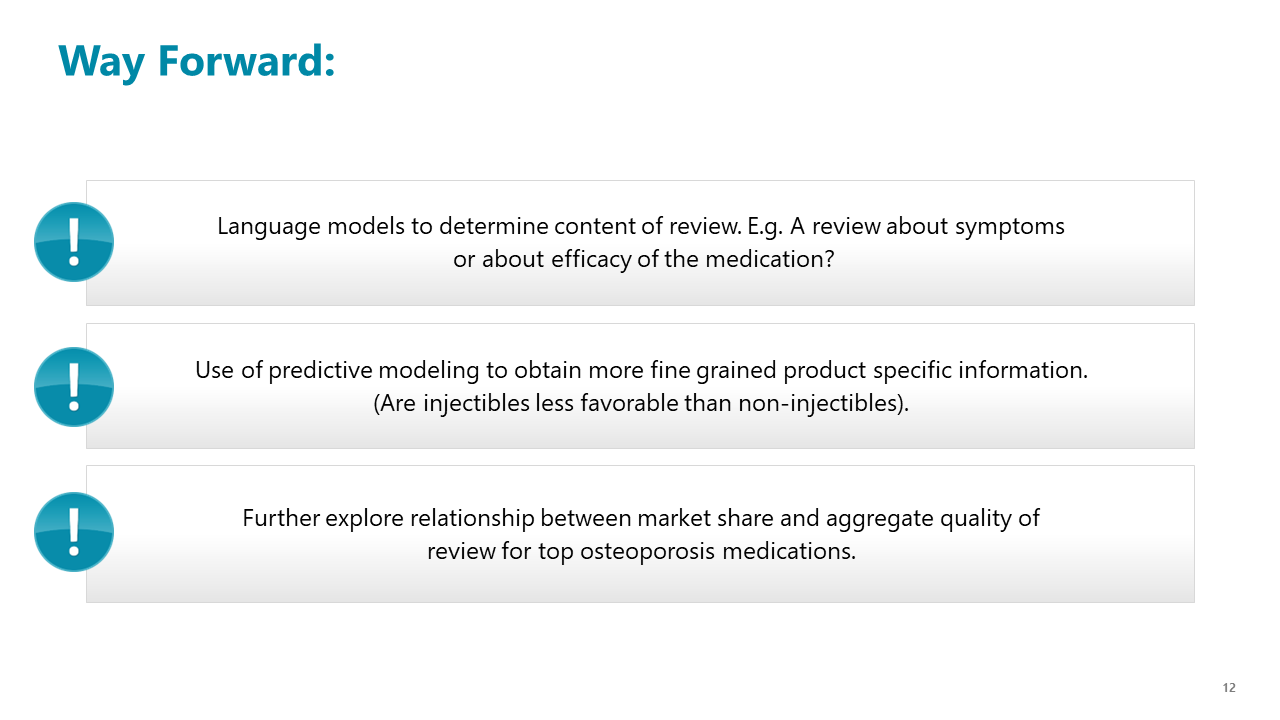 Way Forward:
!
Language models to determine content of review. E.g. A review about symptoms
or about efficacy of the medication?
!
Use of predictive modeling to obtain more fine grained product specific information.
(Are injectibles less favorable than non-injectibles).
!
Further explore relationship between market share and aggregate quality of
review for top osteoporosis medications.
12